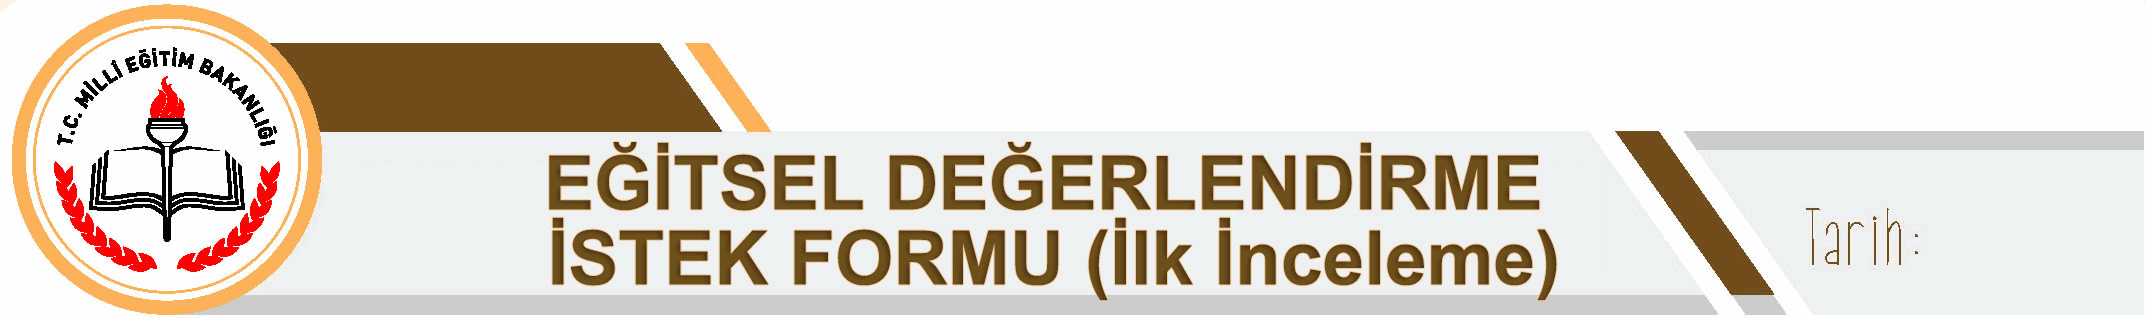 T.C. MİLLİ EĞİTİM BAKANLIĞI
EĞİTSEL DEĞERLENDİRME
İSTEK FORMU (İlk İnceleme)
Tarih: